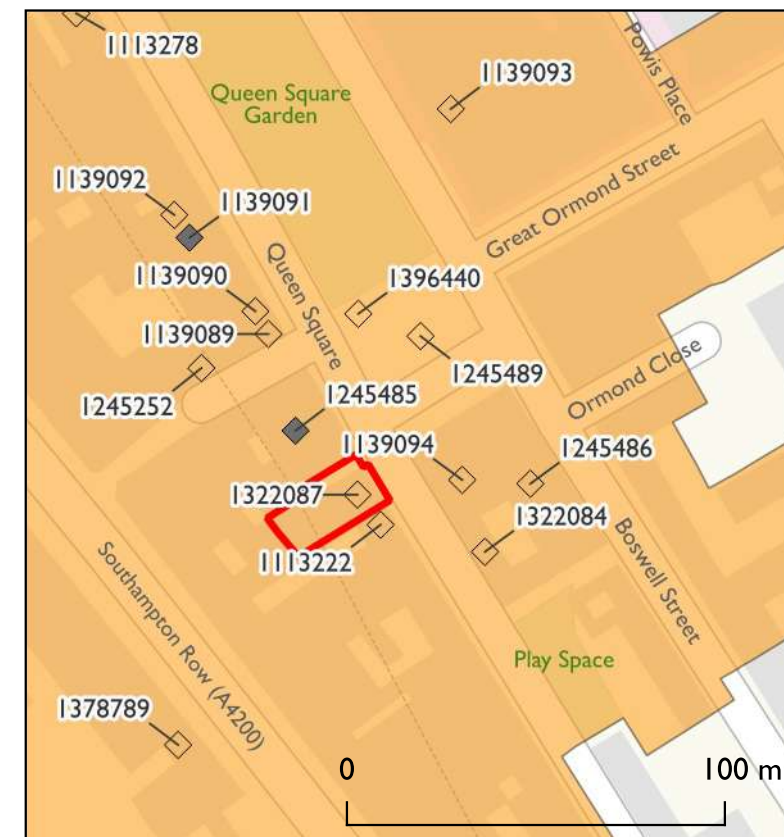 1113278
Powis Place
1139093
Queen Square
Garden
Great Ormond Street
1139092
1139091
Queen Square
1139090
1396440
1139089
1245489
Ormond Close
1245252
1245485
1139094
1245486
1322087
1322084
1113222
Boswell Street
Southampton Row (A4200)
Play Space
1378789
0
100 m